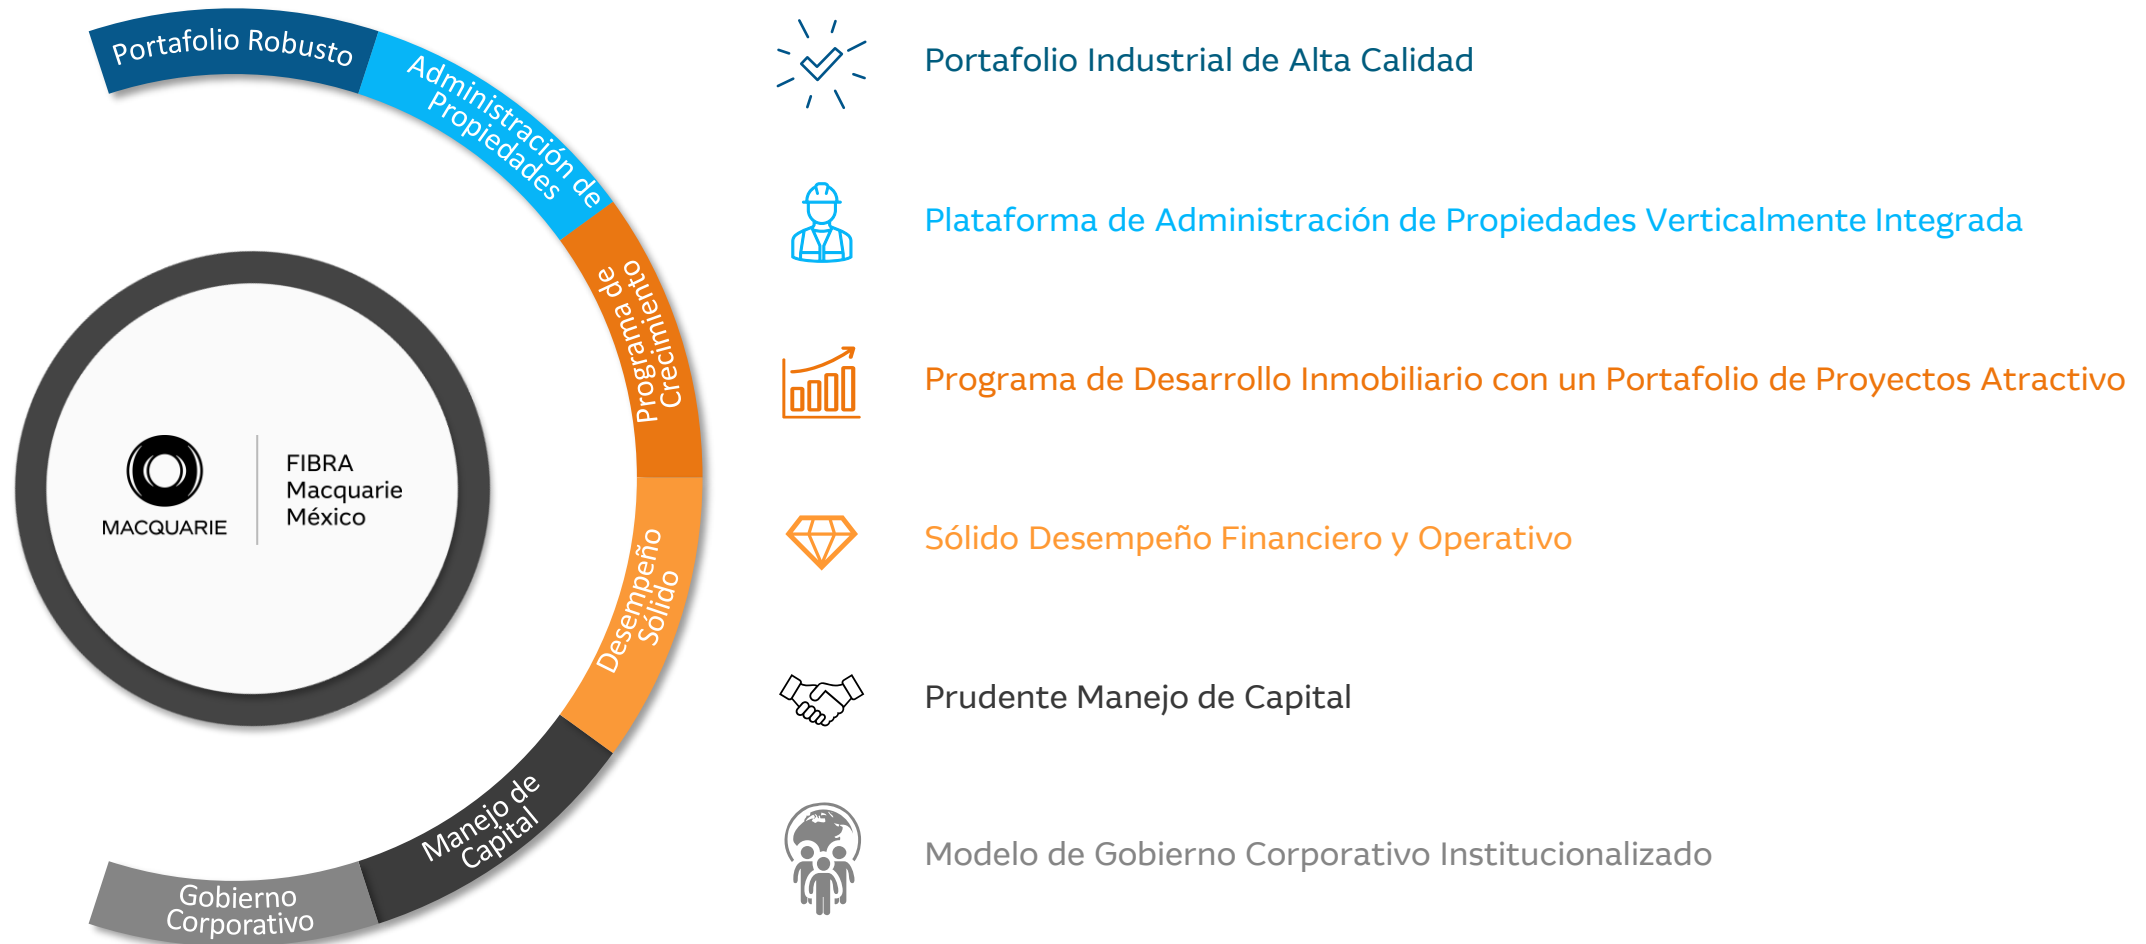 Portafolio Robusto
Administración de
Propiedades
Programa de
Crecimiento
Desempeño
Sólido
Manejo de
Capital
Gobierno
Corporativo
MACQUARIE
FIBRA
Macquarie
México
Portafolio Industrial de Alta Calidad
Plataforma de Administración de Propiedades Verticalmente Integrada
Programa de Desarrollo Inmobiliario con un Portafolio de Proyectos Atractivo
Sólido Desempeño Financiero y Operativo
Prudente Manejo de Capital
Modelo de Gobierno Corporativo Institucionalizado